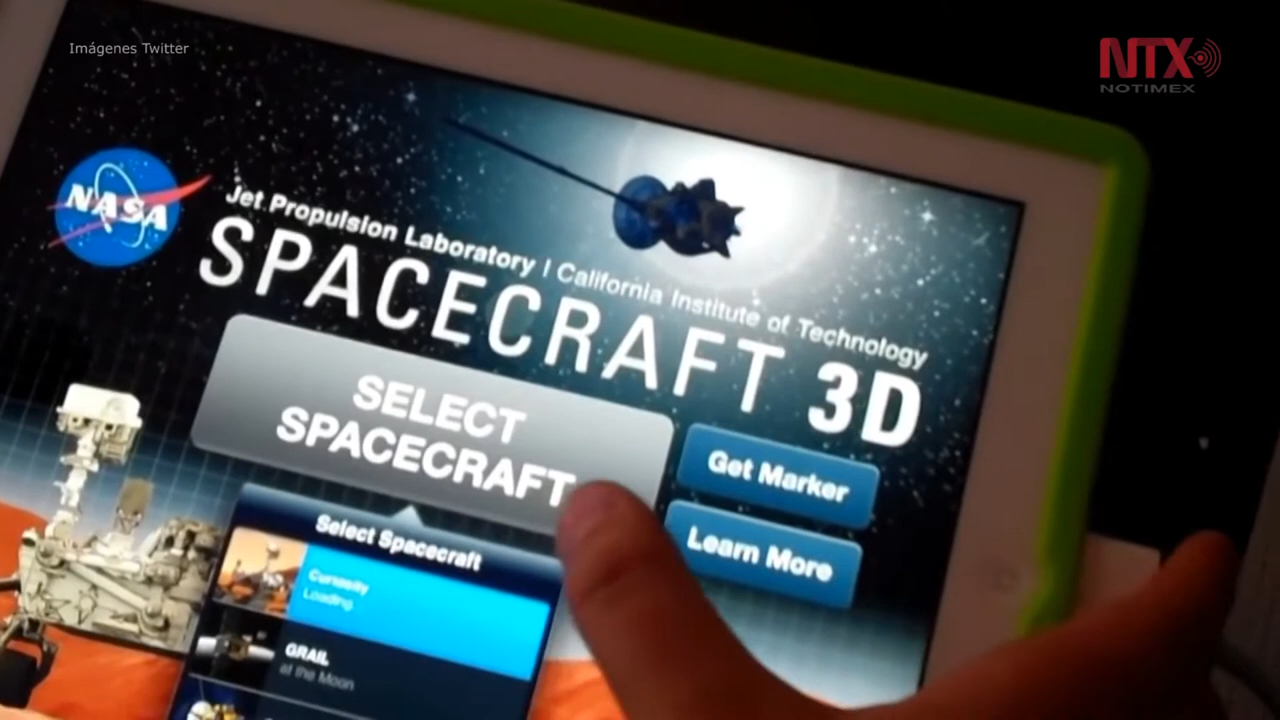 Imágenes Twitter
NTX
NOTIMEX
NASA
Jet Propulsion Laboratory | California Institute of Technology
SPACECRAFT 3D
SELECT
SPACECRAFT
Get Marker
Learn More
Select Spacecraft
Curiosity
Loading
GRAIL
at the Moon